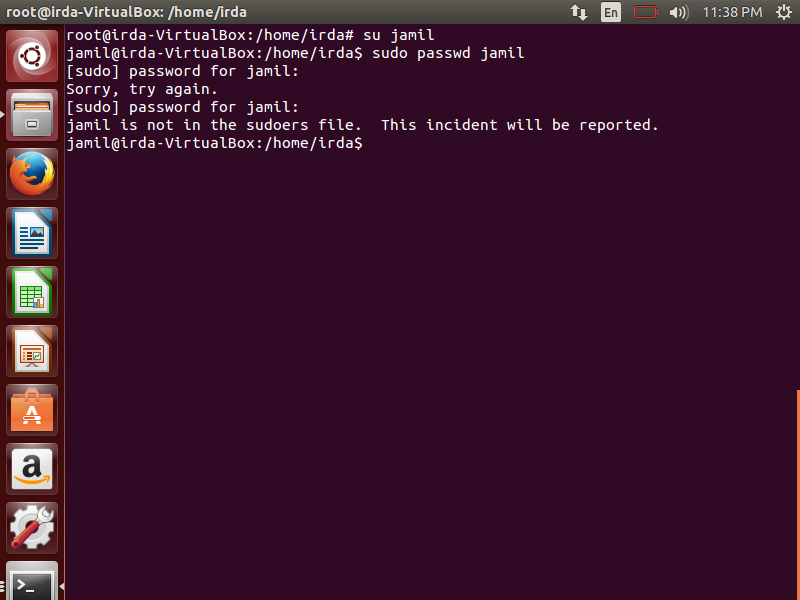 root@irda-VirtualBox: /home/irda
En
11:38 PM
root@irda-VirtualBox:/home/irda# su jamil
jamil@irda-VirtualBox:/home/irda$ sudo passwd jamil
[sudo] password for jamil:
Sorry, try again.
[sudo] password for jamil:
jamil is not in the sudoers file.  This incident will be reported.
jamil@irda-VirtualBox:/home/irda$